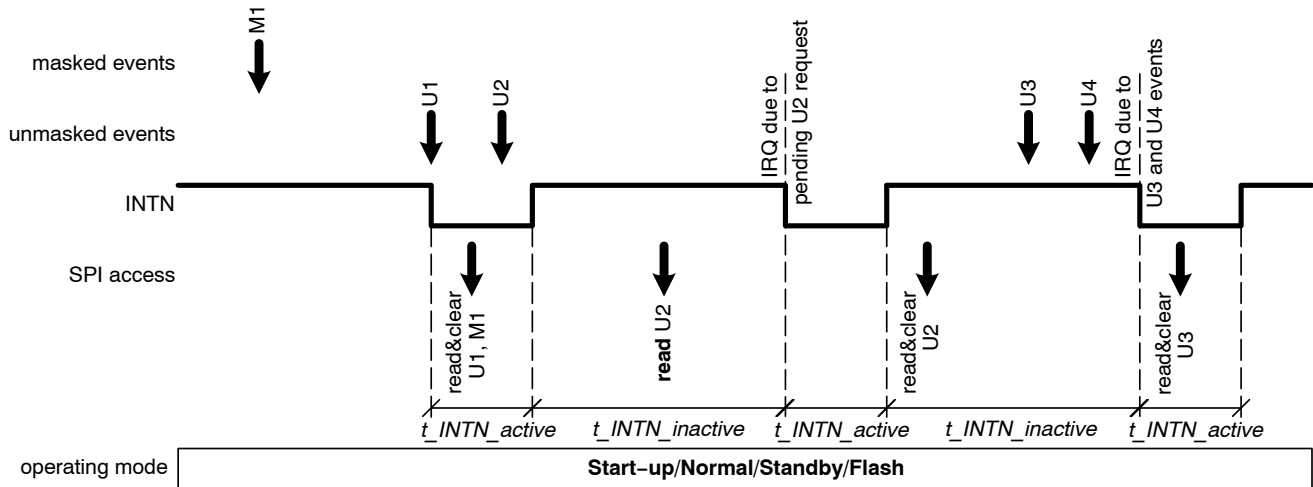 M1
masked events
U1
U2
IRQ due to
pending U2 request
U3
U4
IRQ due to
U3 and U4 events
unmasked events
INTN
SPI access
read&clear
U1, M1
read U2
read&clear
U2
read&clear
U3
t_INTN_active
t_INTN_inactive
t_INTN_active
t_INTN_inactive
t_INTN_active
operating mode
Start−up/Normal/Standby/Flash